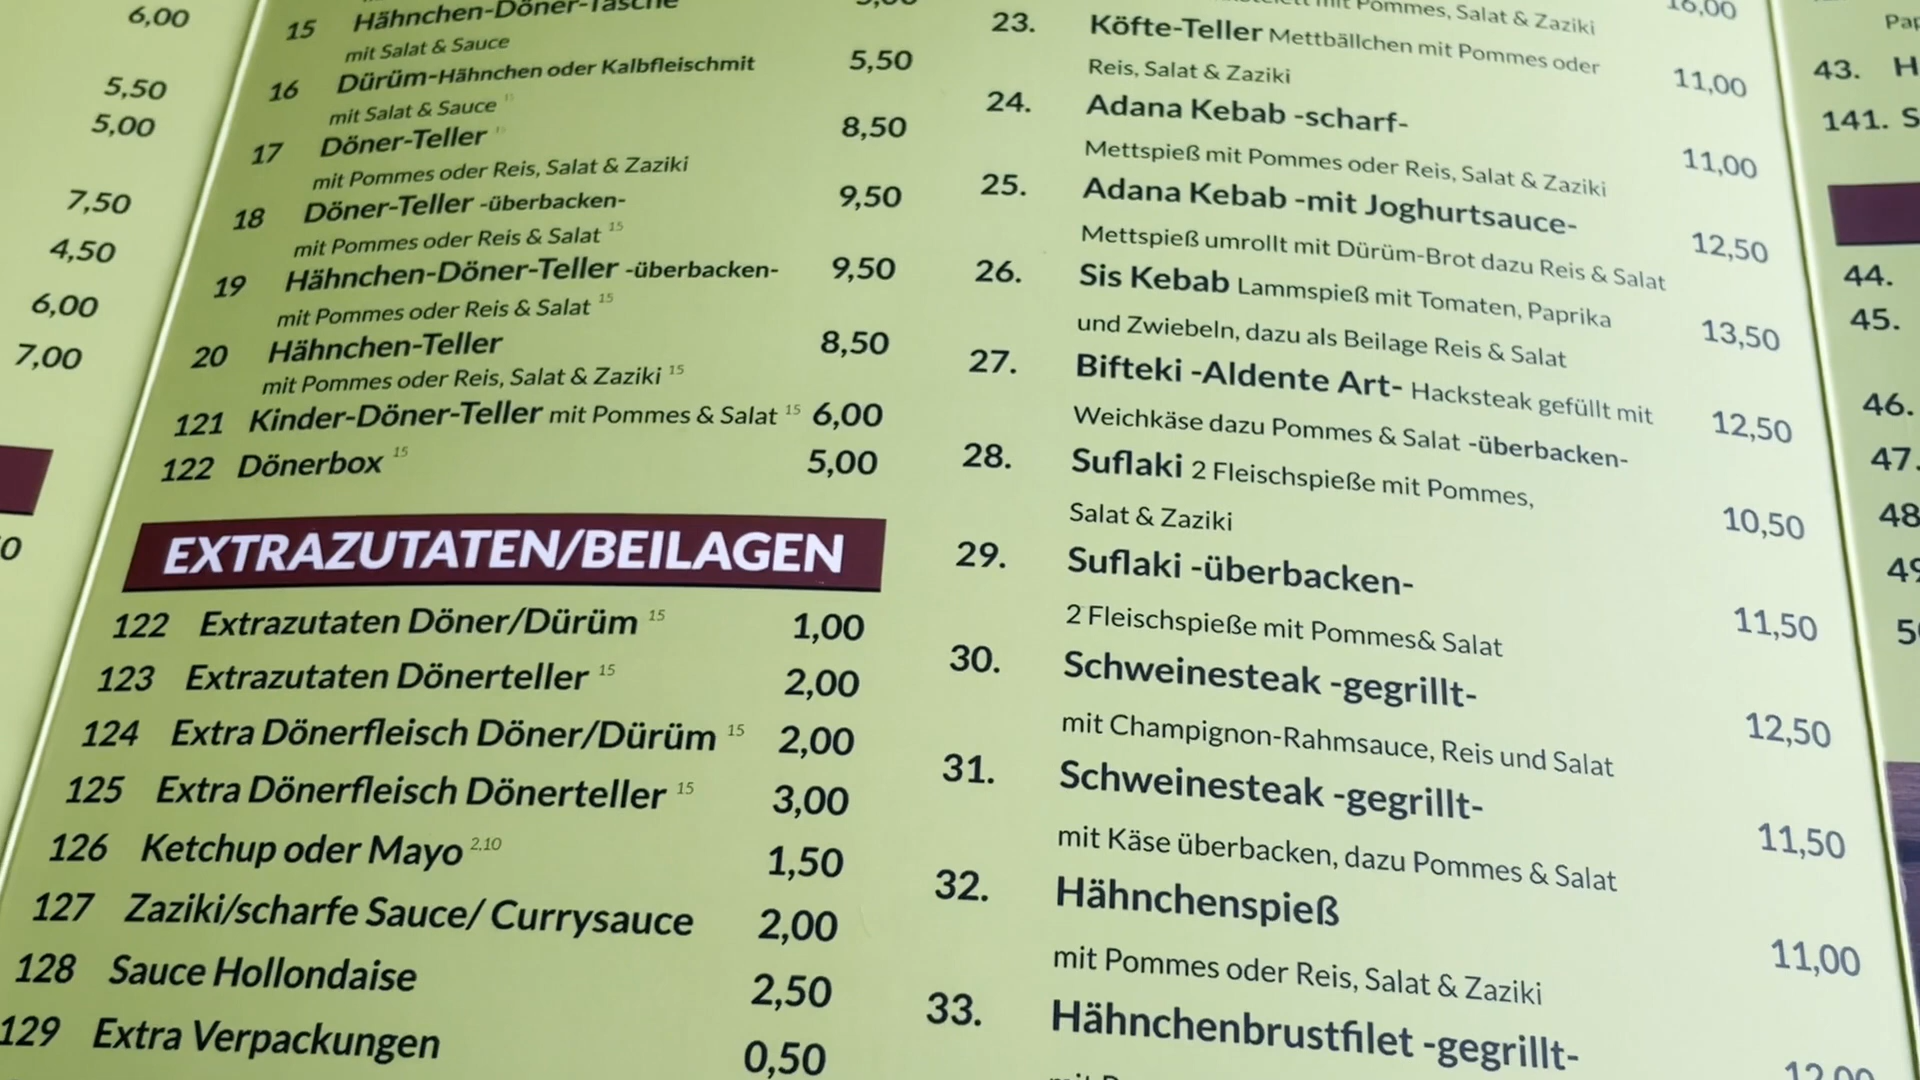 6,00
5,50
5,00
7,50
4,50
6,00
7,00
0
15 Hähnchen-Döner-Tasche
mit Salat & Sauce
16 Dürüm-Hähnchen oder Kalbfleischmit 5,50
mit Salat & Sauce 15
17 Döner-Teller 15 8,50
mit Pommes oder Reis, Salat & Zaziki
18 Döner-Teller -überbacken- 9,50
mit Pommes oder Reis & Salat 15
19 Hähnchen-Döner-Teller -überbacken- 9,50
mit Pommes oder Reis & Salat 15
20 Hähnchen-Teller 8,50
mit Pommes oder Reis, Salat & Zaziki 15
121 Kinder-Döner-Teller mit Pommes & Salat 15 6,00
122 Dönerbox 15 5,00
EXTRAZUTATEN/BEILAGEN
122 Extrazutaten Döner/Dürüm 15 1,00
123 Extrazutaten Dönerteller 15 2,00
124 Extra Dönerfleisch Döner/Dürüm 15 2,00
125 Extra Dönerfleisch Dönerteller 15 3,00
126 Ketchup oder Mayo 2,10 1,50
127 Zaziki/scharfe Sauce/ Currysauce 2,00
128 Sauce Hollondaise 2,50
129 Extra Verpackungen 0,50
mit Pommes, Salat & Zaziki 16,00
23. Köfte-Teller Mettbällchen mit Pommes oder
Reis, Salat & Zaziki 11,00
24. Adana Kebab -scharf-
Mettspieß mit Pommes oder Reis, Salat & Zaziki 11,00
25. Adana Kebab -mit Joghurtsauce-
Mettspieß umrollt mit Dürüm-Brot dazu Reis & Salat 12,50
26. Sis Kebab Lammspieß mit Tomaten, Paprika
und Zwiebeln, dazu als Beilage Reis & Salat 13,50
27. Bifteki -Aldente Art- Hacksteak gefüllt mit
Weichkäse dazu Pommes & Salat -überbacken- 12,50
28. Suflaki 2 Fleischspieße mit Pommes,
Salat & Zaziki 10,50
29. Suflaki -überbacken-
2 Fleischspieße mit Pommes& Salat 11,50
30. Schweinesteak -gegrillt-
mit Champignon-Rahmsauce, Reis und Salat 12,50
31. Schweinesteak -gegrillt-
mit Käse überbacken, dazu Pommes & Salat 11,50
32. Hähnchenspieß
mit Pommes oder Reis, Salat & Zaziki 11,00
33. Hähnchenbrustfilet -gegrillt-
12,00
Pap
43. H
141. S
44.
45.
46.
47.
48
49
50